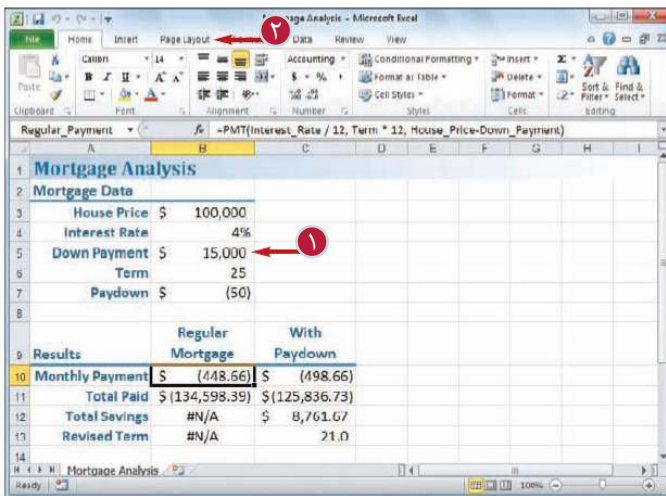 Mortgage Analysis - Microsoft Excel
File Home Insert Page Layout Data Review View
٢
Calibri 14 Accounting Conditional Formatting Insert Σ
Paste B I U A A $ % , Format as Table Delete Sort & Filter Find & Select
Cell Styles Format
Clipboard Font Alignment Number Styles Cells Editing
Regular_Payment fx =PMT(Interest_Rate / 12, Term * 12, House_Price-Down_Payment)
A B C D E F G H I
1 Mortgage Analysis
2 Mortgage Data
3 House Price $ 100,000
4 Interest Rate 4%
5 Down Payment $ 15,000
١
6 Term 25
7 Paydown $ (50)
8
Regular With
9 Results Mortgage Paydown
10 Monthly Payment $ (448.66) $ (498.66)
11 Total Paid $ (134,598.39) $(125,836.73)
12 Total Savings #N/A $ 8,761.67
13 Revised Term #N/A 21.0
14
Mortgage Analysis
Ready 100%